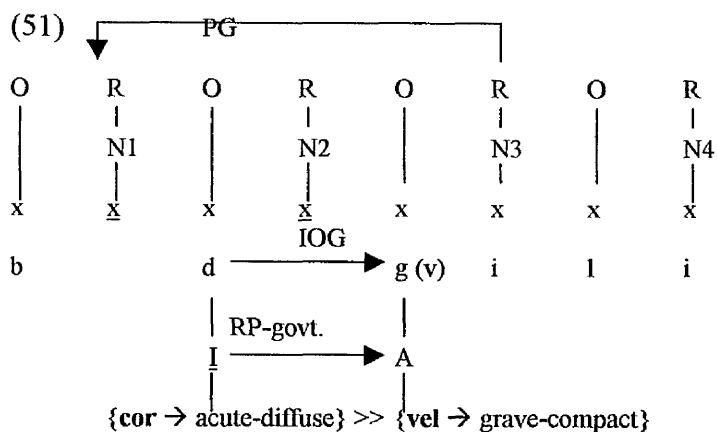 (51) PG
O R O R O R O R
N1 N2 N3 N4
x x x x x x x x
IOG
b d g (v) i l i
RP-govt.
I A
{cor → acute-diffuse} >> {vel → grave-compact}